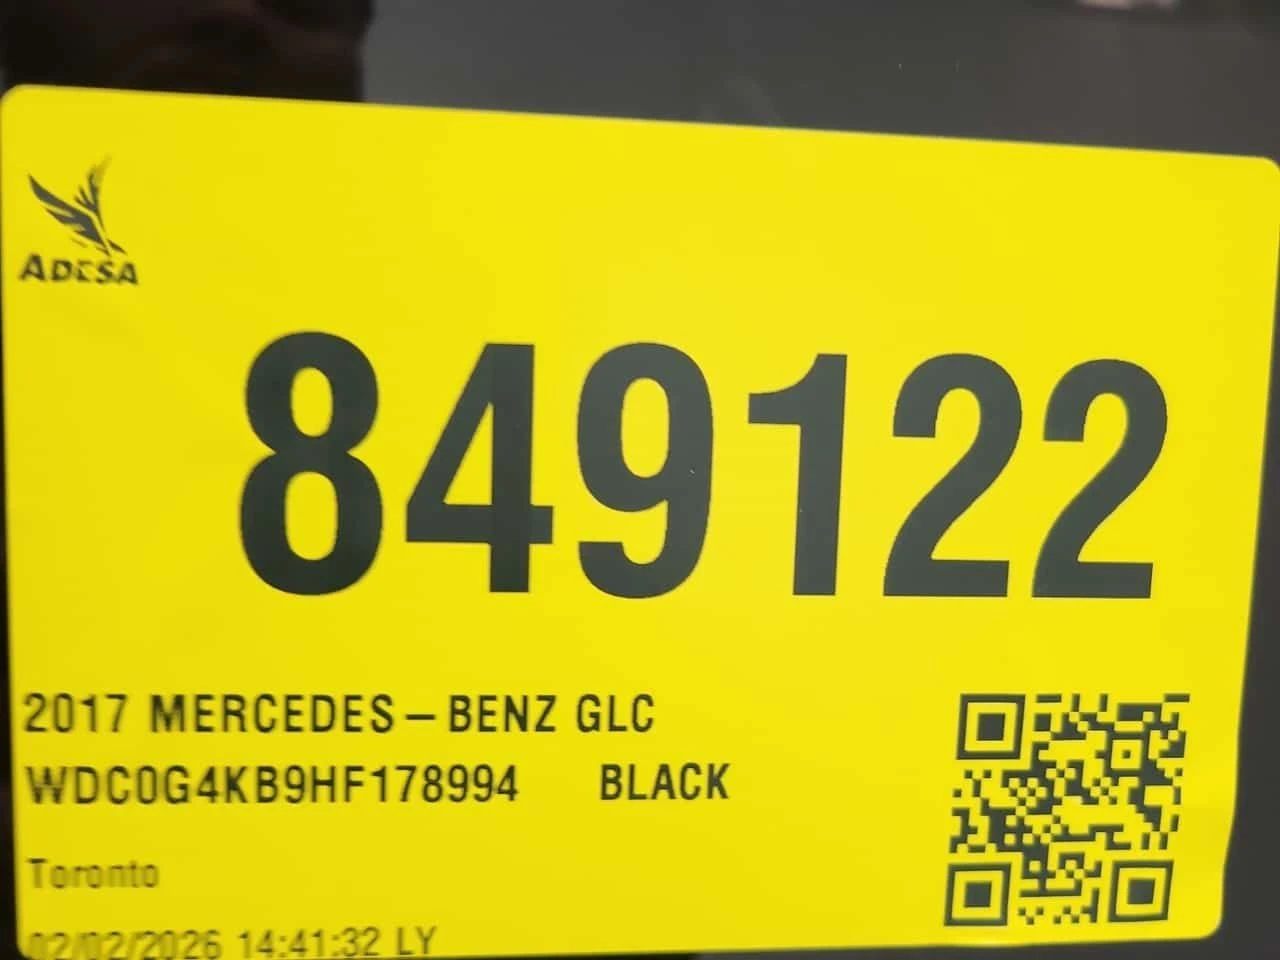 ADESA
849122
2017 MERCEDES-BENZ GLC
WDC0G4KB9HF178994 BLACK
Toronto
02/02/2026 14:41:32 LY